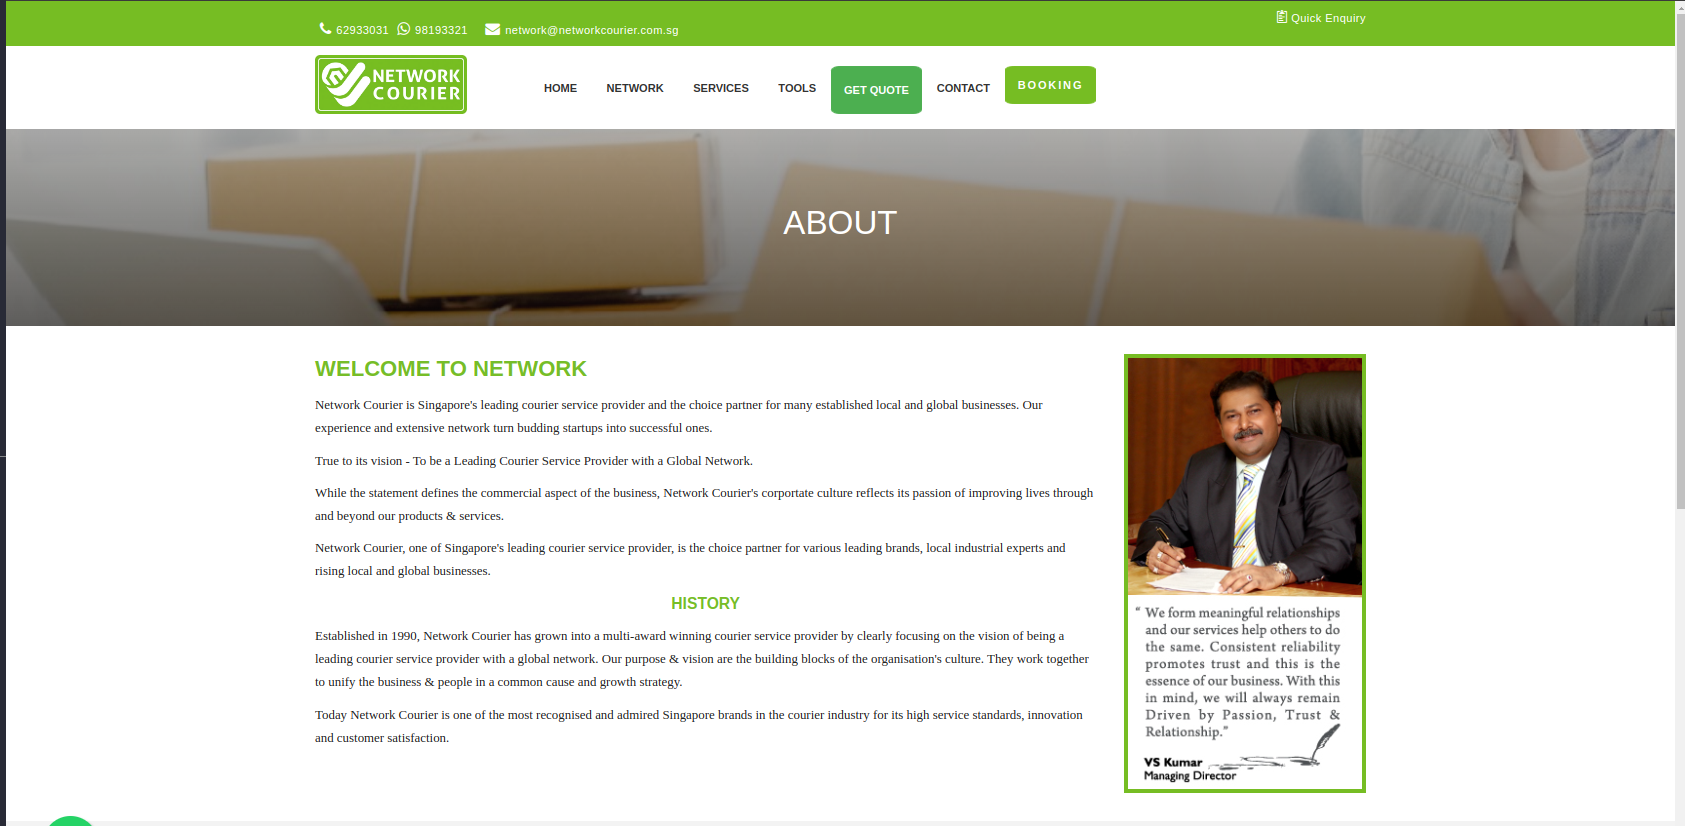 62933031 98193321 network@networkcourier.com.sg
Quick Enquiry
NETWORK
COURIER
HOME NETWORK SERVICES TOOLS GET QUOTE CONTACT BOOKING
ABOUT
WELCOME TO NETWORK
Network Courier is Singapore's leading courier service provider and the choice partner for many established local and global businesses. Our
experience and extensive network turn budding startups into successful ones.
True to its vision - To be a Leading Courier Service Provider with a Global Network.
While the statement defines the commercial aspect of the business, Network Courier's corportate culture reflects its passion of improving lives through
and beyond our products & services.
Network Courier, one of Singapore's leading courier service provider, is the choice partner for various leading brands, local industrial experts and
rising local and global businesses.
HISTORY
Established in 1990, Network Courier has grown into a multi-award winning courier service provider by clearly focusing on the vision of being a
leading courier service provider with a global network. Our purpose & vision are the building blocks of the organisation's culture. They work together
to unify the business & people in a common cause and growth strategy.
Today Network Courier is one of the most recognised and admired Singapore brands in the courier industry for its high service standards, innovation
and customer satisfaction.
“ We form meaningful relationships
and our services help others to do
the same. Consistent reliability
promotes trust and this is the
essence of our business. With this
in mind, we will always remain
Driven by Passion, Trust &
Relationship.”
VS Kumar
Managing Director